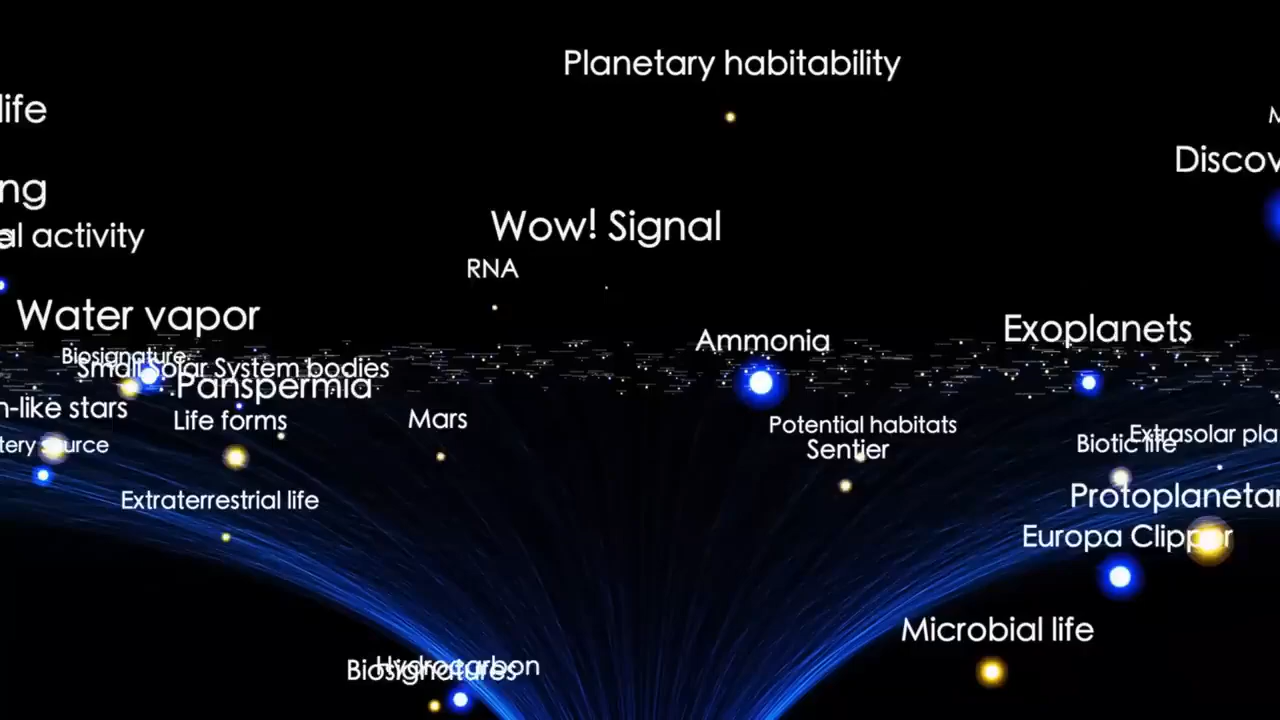 Planetary habitability
life
Discov
ng
al activity
Wow! Signal
RNA
Water vapor
Exoplanets
Ammonia
Biosignature
Small Solar System bodies
Panspermia
n-like stars
Life forms
Mars
Potential habitats
Extrasolar pla
Biotic life
tery source
Sentier
Extraterrestrial life
Protoplanetar
Europa Clipper
Microbial life
Hydrocarbon
Biosignatures